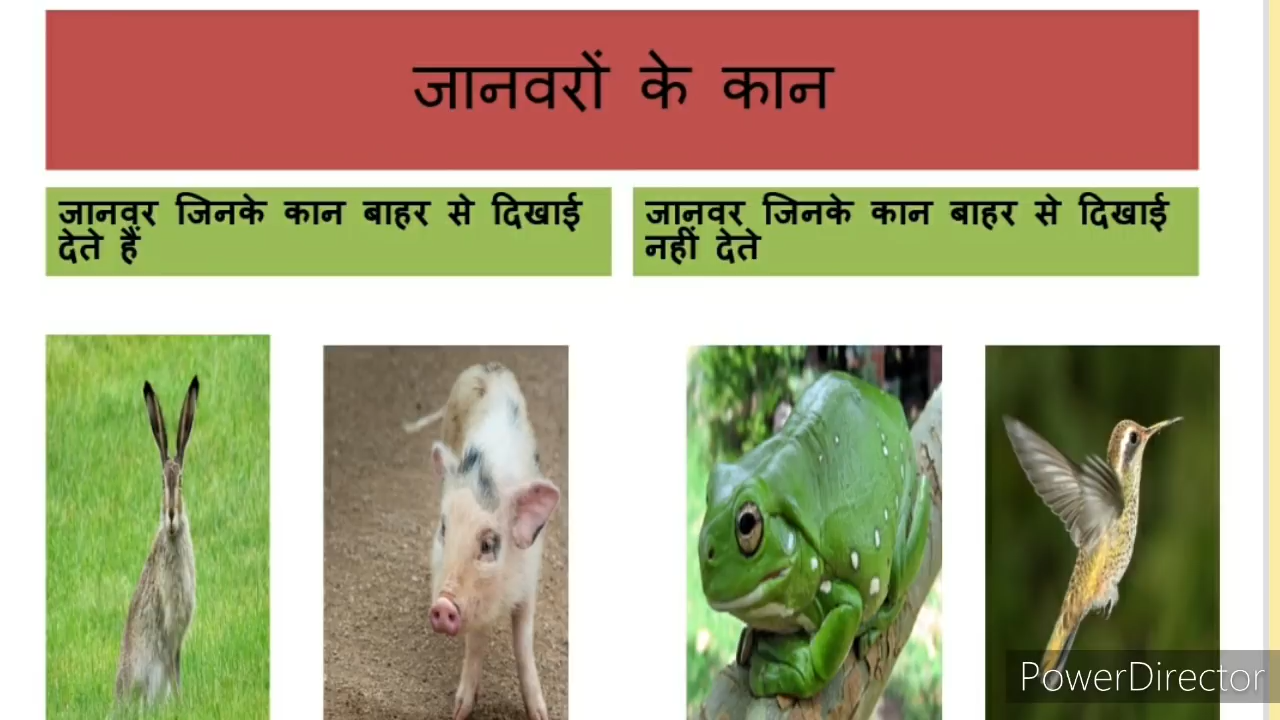 जानवरों के कान
जानवर जिनके कान बाहर से दिखाई
देते हैं
जानवर जिनके कान बाहर से दिखाई
नहीं देते
PowerDirector